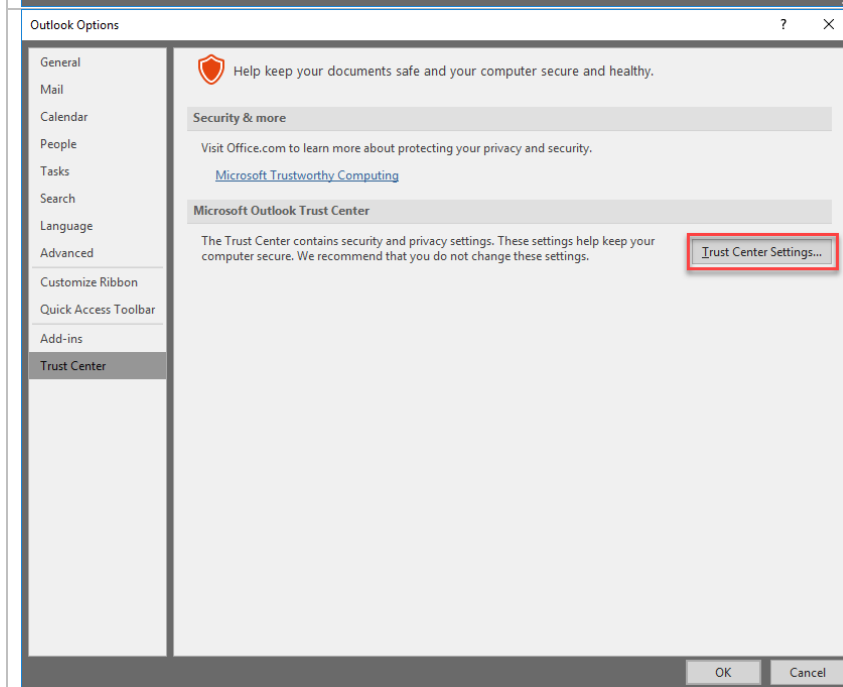 Outlook Options
?
General
Mail
Calendar
People
Tasks
Search
Language
Advanced
Customize Ribbon
Quick Access Toolbar
Add-ins
Trust Center
Help keep your documents safe and your computer secure and healthy.
Security & more
Visit Office.com to learn more about protecting your privacy and security.
Microsoft Trustworthy Computing
Microsoft Outlook Trust Center
The Trust Center contains security and privacy settings. These settings help keep your
computer secure. We recommend that you do not change these settings.
Trust Center Settings...
OK
Cancel